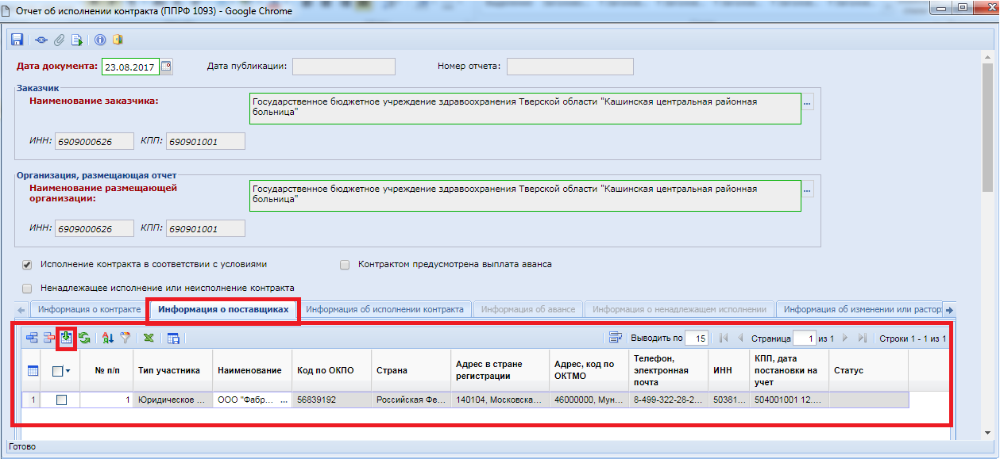 Отчет об исполнении контракта (ППРФ 1093) - Google Chrome
Дата документа: 23.08.2017 Дата публикации: Номер отчета:
Заказчик
Наименование заказчика: Государственное бюджетное учреждение здравоохранения Тверской области "Кашинская центральная районная
больница" ...
ИНН: 6909000626 КПП: 690901001
Организация, размещающая отчет
Наименование размещающей
организации:
Государственное бюджетное учреждение здравоохранения Тверской области "Кашинская центральная районная
больница" ...
ИНН: 6909000626 КПП: 690901001
Исполнение контракта в соответствии с условиями Контрактом предусмотрена выплата аванса
Ненадлежащее исполнение или неисполнение контракта
Информация о контракте Информация о поставщиках Информация об исполнении контракта Информация об авансе Информация о ненадлежащем исполнении Информация об изменении или растор
Выводить по 15 Страница 1 из 1 Строки 1 - 1 из 1
№ п/п
Тип участника
Наименование
Код по ОКПО
Страна
Адрес в стране
регистрации
Адрес, код по
ОКТМО
Телефон,
электронная
почта
ИНН
КПП, дата
постановки на
учет
Статус
1 1 Юридическое ... ООО "Фабр... ... 56839192 Российская Фе... 140104, Московска... 46000000, Мун... 8-499-322-28-2... 50381... 504001001 12....
Готово